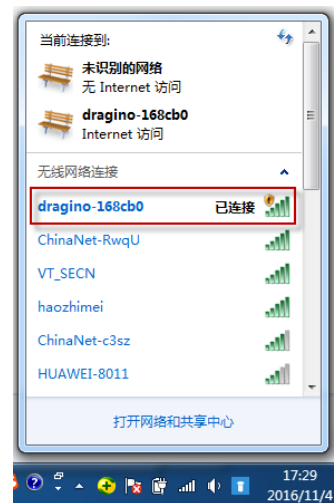 当前连接到:
未识别的网络
无 Internet 访问
dragino-168cb0
Internet 访问
无线网络连接
dragino-168cb0 已连接
ChinaNet-RwqU
VT_SECN
haozhimei
ChinaNet-c3sz
HUAWEI-8011
打开网络和共享中心
17:29
2016/11/4